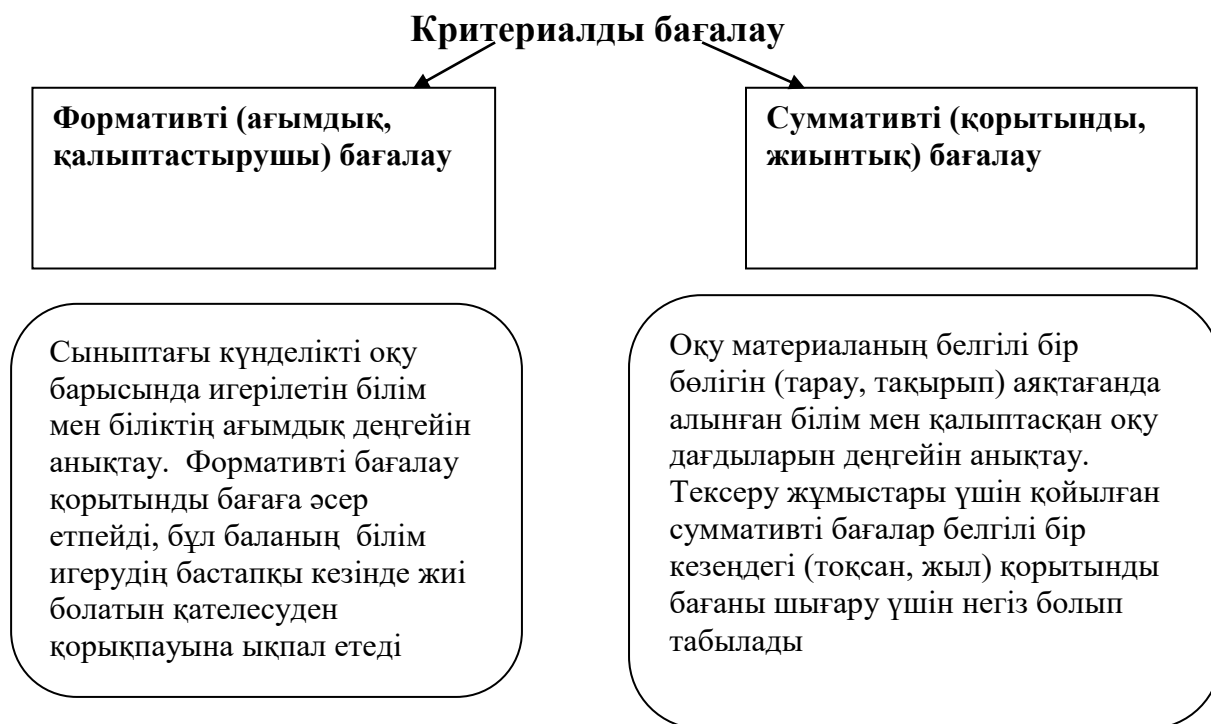 Критериалды бағалау
Формативті (ағымдық,
қалыптастырушы) бағалау
Суммативті (қорытынды,
жиынтық) бағалау
Сыныптағы күнделікті оқу
барысында игерілетін білім
мен біліктің ағымдық деңгейін
анықтау. Формативті бағалау
қорытынды бағаға әсер
етпейді, бұл баланың білім
игерудің бастапқы кезінде жиі
болатын қателесуден
қорықпауына ықпал етеді
Оқу материаланың белгілі бір
бөлігін (тарау, тақырып) аяқтағанда
алынған білім мен қалыптасқан оқу
дағдыларын деңгейін анықтау.
Тексеру жұмыстары үшін қойылған
суммативті бағалар белгілі бір
кезеңдегі (тоқсан, жыл) қорытынды
бағаны шығару үшін негіз болып
табылады